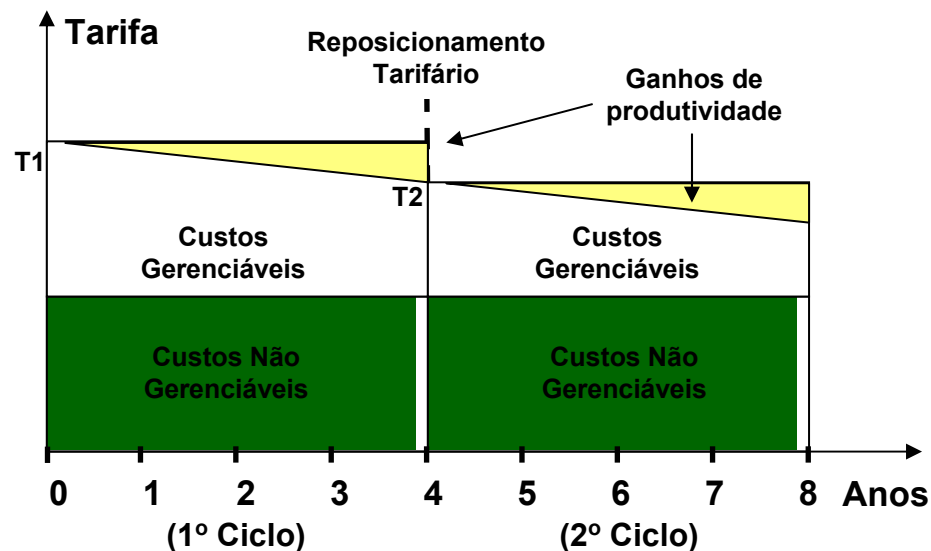 Tarifa
Reposicionamento
Tarifário
Ganhos de
produtividade
T1
T2
Custos
Gerenciáveis
Custos
Gerenciáveis
Custos Não
Gerenciáveis
Custos Não
Gerenciáveis
0 1 2 3 4 5 6 7 8 Anos
(1º Ciclo) (2º Ciclo)